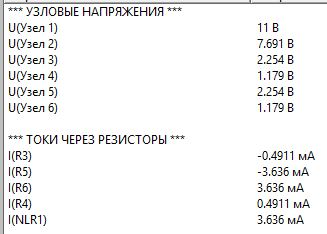 *** УЗЛОВЫЕ НАПРЯЖЕНИЯ ***
U(Узел 1) 11 В
U(Узел 2) 7.691 В
U(Узел 3) 2.254 В
U(Узел 4) 1.179 В
U(Узел 5) 2.254 В
U(Узел 6) 1.179 В
*** ТОКИ ЧЕРЕЗ РЕЗИСТОРЫ ***
I(R3) -0.4911 мА
I(R5) -3.636 мА
I(R6) 3.636 мА
I(R4) 0.4911 мА
I(NLR1) 3.636 мА